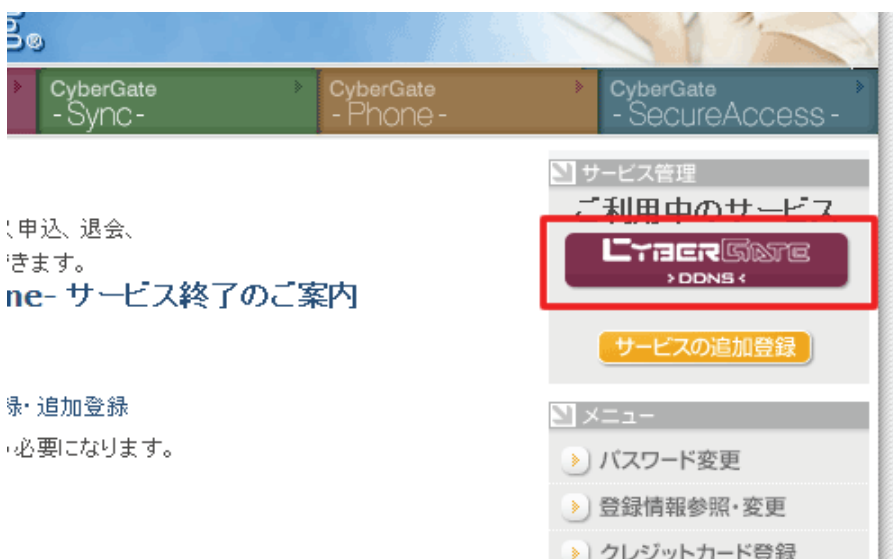 ®
CyberGate
-Sync-
CyberGate
-Phone-
CyberGate
-SecureAccess-
申込、退会、
きます。
ne- サービス終了のご案内
録・追加登録
必要になります。
サービス管理
ご利用中のサービス
CYBERGATE
>DDNS<
サービスの追加登録
メニュー
パスワード変更
登録情報参照・変更
クレジットカード登録